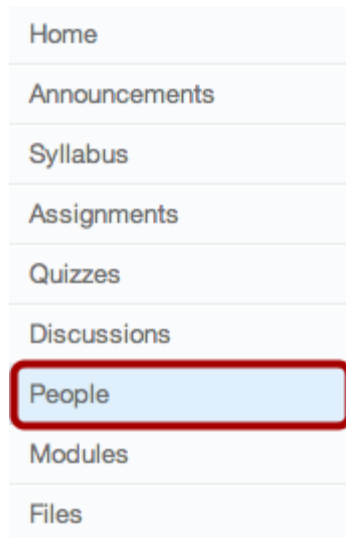 Home
Announcements
Syllabus
Assignments
Quizzes
Discussions
People
Modules
Files